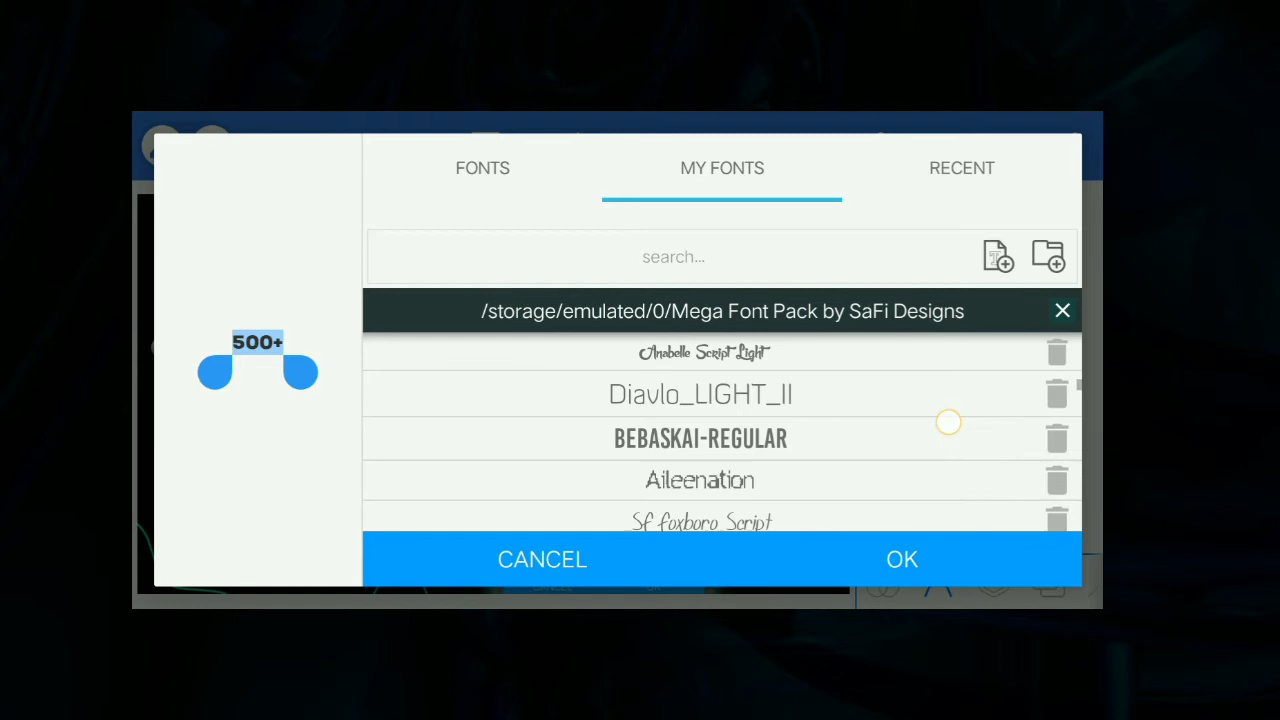 FONTS
MY FONTS
RECENT
search...
/storage/emulated/0/Mega Font Pack by SaFi Designs
500+
Anabelle Script Light
Diavlo_LIGHT_II
BEBASKAI-REGULAR
Aileenation
Sf foxboro Script
CANCEL
OK